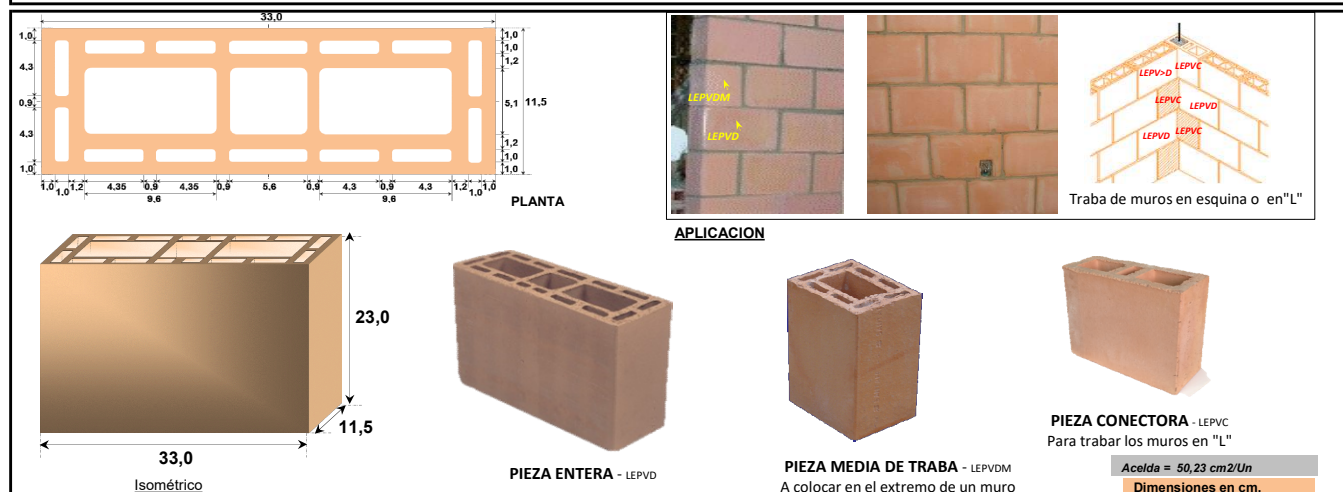 33,0
1,0
4,3
0,9
4,3
1,0
1,0
1,0
1,2
5,1
11,5
1,2
1,0
1,0
1,0
1,0
1,2
4,35
0,9
4,35
0,9
5,6
0,9
4,3
0,9
4,3
1,2
1,0
1,0
9,6
9,6
PLANTA
LEPVDM
LEPVD
LEPV>D
LEPVC
LEPVC
LEPVD
LEPVD
LEPVC
Traba de muros en esquina o en"L"
APLICACION
23,0
11,5
33,0
Isométrico
PIEZA ENTERA - LEPVD
PIEZA MEDIA DE TRABA - LEPVDM
A colocar en el extremo de un muro
PIEZA CONECTORA - LEPVC
Para trabar los muros en "L"
Acelda = 50,23 cm2/Un
Dimensiones en cm.